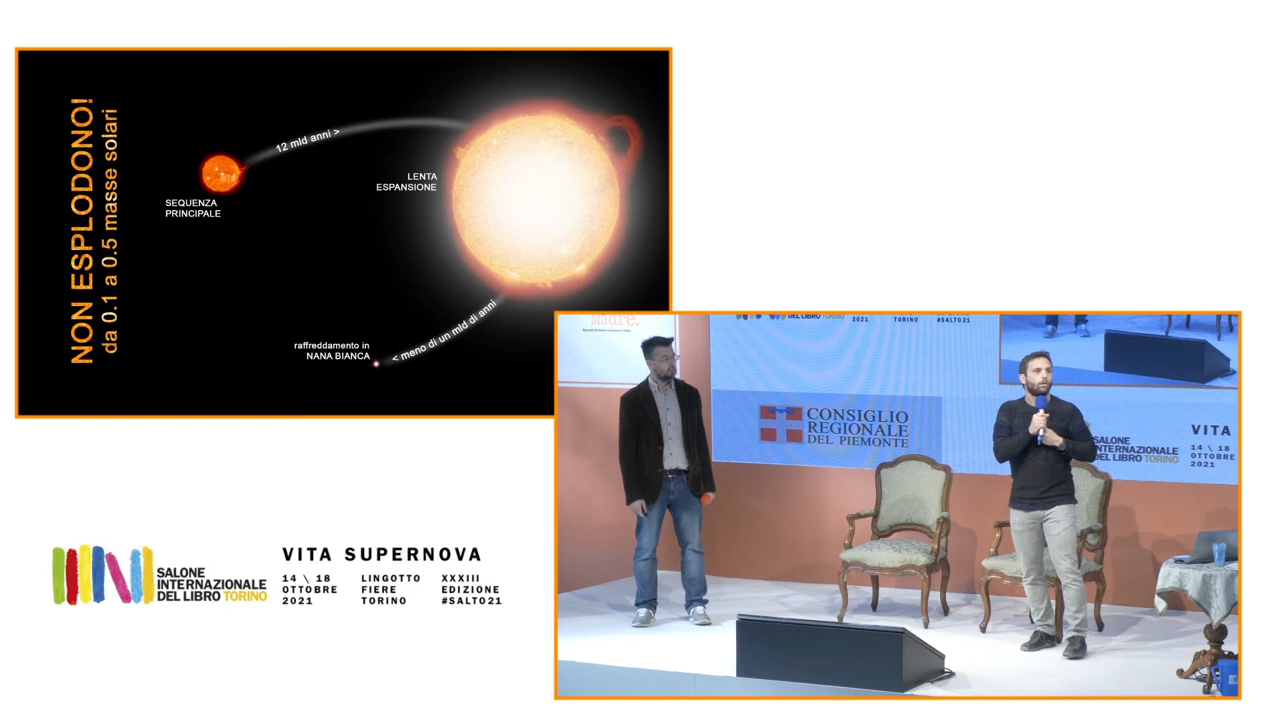 NON ESPLODONO!
da 0.1 a 0.5 masse solari
12 mld anni >
SEQUENZA
PRINCIPALE
LENTA
ESPANSIONE
< meno di un mld di anni
raffreddamento in
NANA BIANCA
Madre.
DEL LIBRO TORINO
2021
TORINO
#SALTO21
CONSIGLIO
REGIONALE
DEL PIEMONTE
SALONE
INTERNAZIONALE
DEL LIBRO TORINO
VITA
14 \ 18
OTTOBRE
2021
SALONE
INTERNAZIONALE
DEL LIBRO TORINO
VITA SUPERNOVA
14 \ 18
OTTOBRE
2021
LINGOTTO
FIERE
TORINO
XXXIII
EDIZIONE
#SALTO21